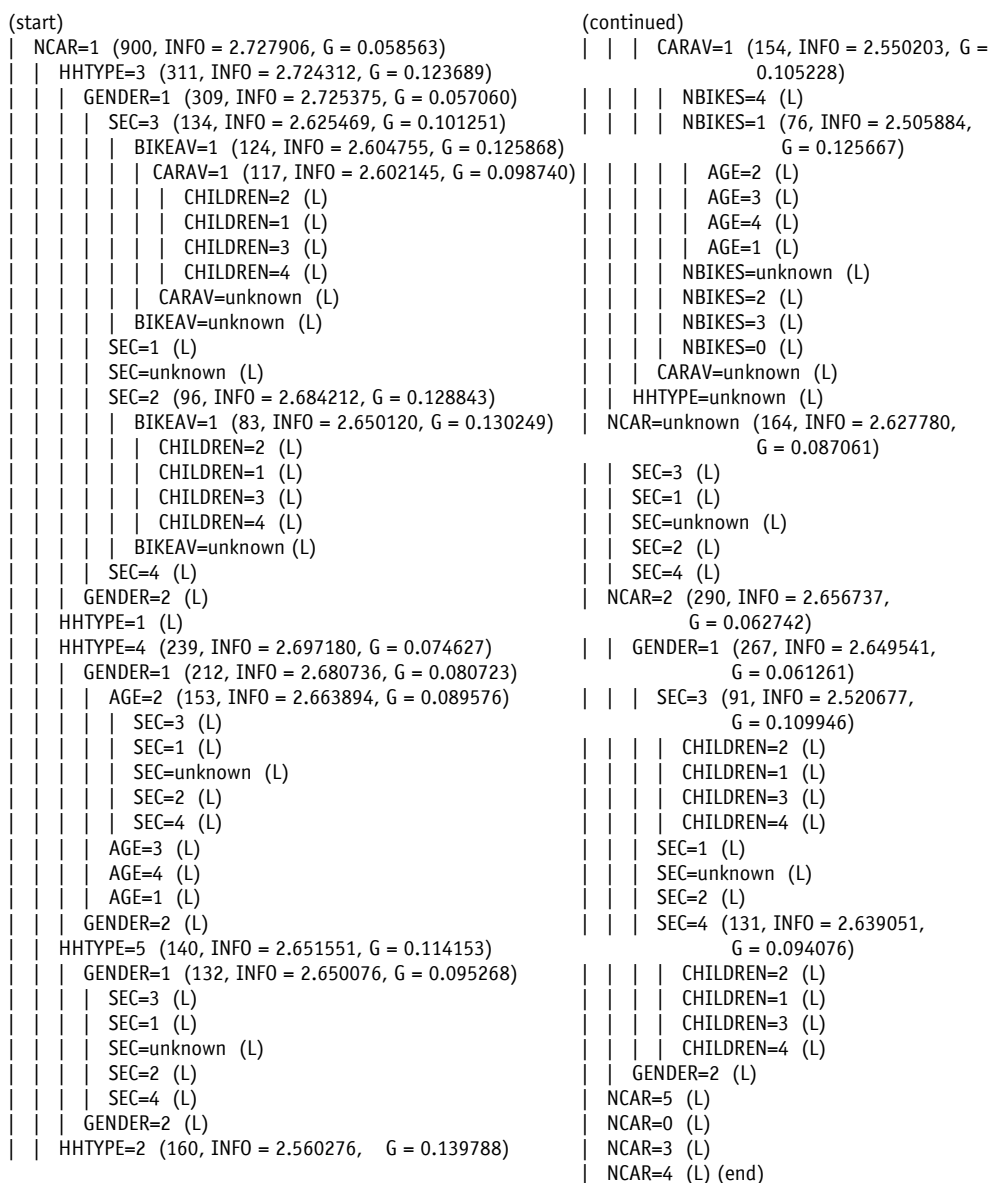 (start)
| NCAR=1 (900, INFO = 2.727906, G = 0.058563)
| | HHTYPE=3 (311, INFO = 2.724312, G = 0.123689)
| | | GENDER=1 (309, INFO = 2.725375, G = 0.057060)
| | | | SEC=3 (134, INFO = 2.625469, G = 0.101251)
| | | | | BIKEAV=1 (124, INFO = 2.604755, G = 0.125868)
| | | | | | CARAV=1 (117, INFO = 2.602145, G = 0.098740)
| | | | | | | CHILDREN=2 (L)
| | | | | | | CHILDREN=1 (L)
| | | | | | | CHILDREN=3 (L)
| | | | | | | CHILDREN=4 (L)
| | | | | | CARAV=unknown (L)
| | | | | BIKEAV=unknown (L)
| | | | SEC=1 (L)
| | | | SEC=unknown (L)
| | | | SEC=2 (96, INFO = 2.684212, G = 0.128843)
| | | | | BIKEAV=1 (83, INFO = 2.650120, G = 0.130249)
| | | | | | CHILDREN=2 (L)
| | | | | | CHILDREN=1 (L)
| | | | | | CHILDREN=3 (L)
| | | | | | CHILDREN=4 (L)
| | | | | BIKEAV=unknown (L)
| | | | SEC=4 (L)
| | | GENDER=2 (L)
| | HHTYPE=1 (L)
| | HHTYPE=4 (239, INFO = 2.697180, G = 0.074627)
| | | GENDER=1 (212, INFO = 2.680736, G = 0.080723)
| | | | AGE=2 (153, INFO = 2.663894, G = 0.089576)
| | | | | SEC=3 (L)
| | | | | SEC=1 (L)
| | | | | SEC=unknown (L)
| | | | | SEC=2 (L)
| | | | | SEC=4 (L)
| | | | AGE=3 (L)
| | | | AGE=4 (L)
| | | | AGE=1 (L)
| | | GENDER=2 (L)
| | HHTYPE=5 (140, INFO = 2.651551, G = 0.114153)
| | | GENDER=1 (132, INFO = 2.650076, G = 0.095268)
| | | | SEC=3 (L)
| | | | SEC=1 (L)
| | | | SEC=unknown (L)
| | | | SEC=2 (L)
| | | | SEC=4 (L)
| | | GENDER=2 (L)
| | HHTYPE=2 (160, INFO = 2.560276, G = 0.139788)
(continued)
| | | CARAV=1 (154, INFO = 2.550203, G =
0.105228)
| | | | NBIKES=4 (L)
| | | | NBIKES=1 (76, INFO = 2.505884,
G = 0.125667)
| | | | | AGE=2 (L)
| | | | | AGE=3 (L)
| | | | | AGE=4 (L)
| | | | | AGE=1 (L)
| | | | NBIKES=unknown (L)
| | | | NBIKES=2 (L)
| | | | NBIKES=3 (L)
| | | | NBIKES=0 (L)
| | | CARAV=unknown (L)
| | HHTYPE=unknown (L)
| NCAR=unknown (164, INFO = 2.627780,
G = 0.087061)
| | SEC=3 (L)
| | SEC=1 (L)
| | SEC=unknown (L)
| | SEC=2 (L)
| | SEC=4 (L)
| NCAR=2 (290, INFO = 2.656737,
G = 0.062742)
| | GENDER=1 (267, INFO = 2.649541,
G = 0.061261)
| | | SEC=3 (91, INFO = 2.520677,
G = 0.109946)
| | | | CHILDREN=2 (L)
| | | | CHILDREN=1 (L)
| | | | CHILDREN=3 (L)
| | | | CHILDREN=4 (L)
| | | SEC=1 (L)
| | | SEC=unknown (L)
| | | SEC=2 (L)
| | | SEC=4 (131, INFO = 2.639051,
G = 0.094076)
| | | | CHILDREN=2 (L)
| | | | CHILDREN=1 (L)
| | | | CHILDREN=3 (L)
| | | | CHILDREN=4 (L)
| | GENDER=2 (L)
| NCAR=5 (L)
| NCAR=0 (L)
| NCAR=3 (L)
| NCAR=4 (L) (end)